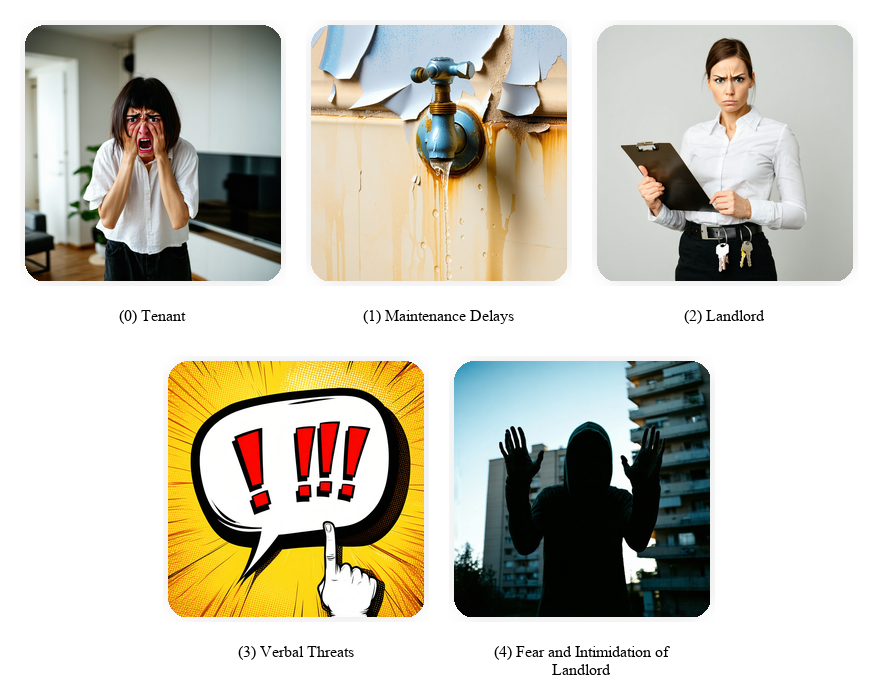 (0) Tenant
(1) Maintenance Delays
(2) Landlord
! !!!
(3) Verbal Threats
(4) Fear and Intimidation of
Landlord